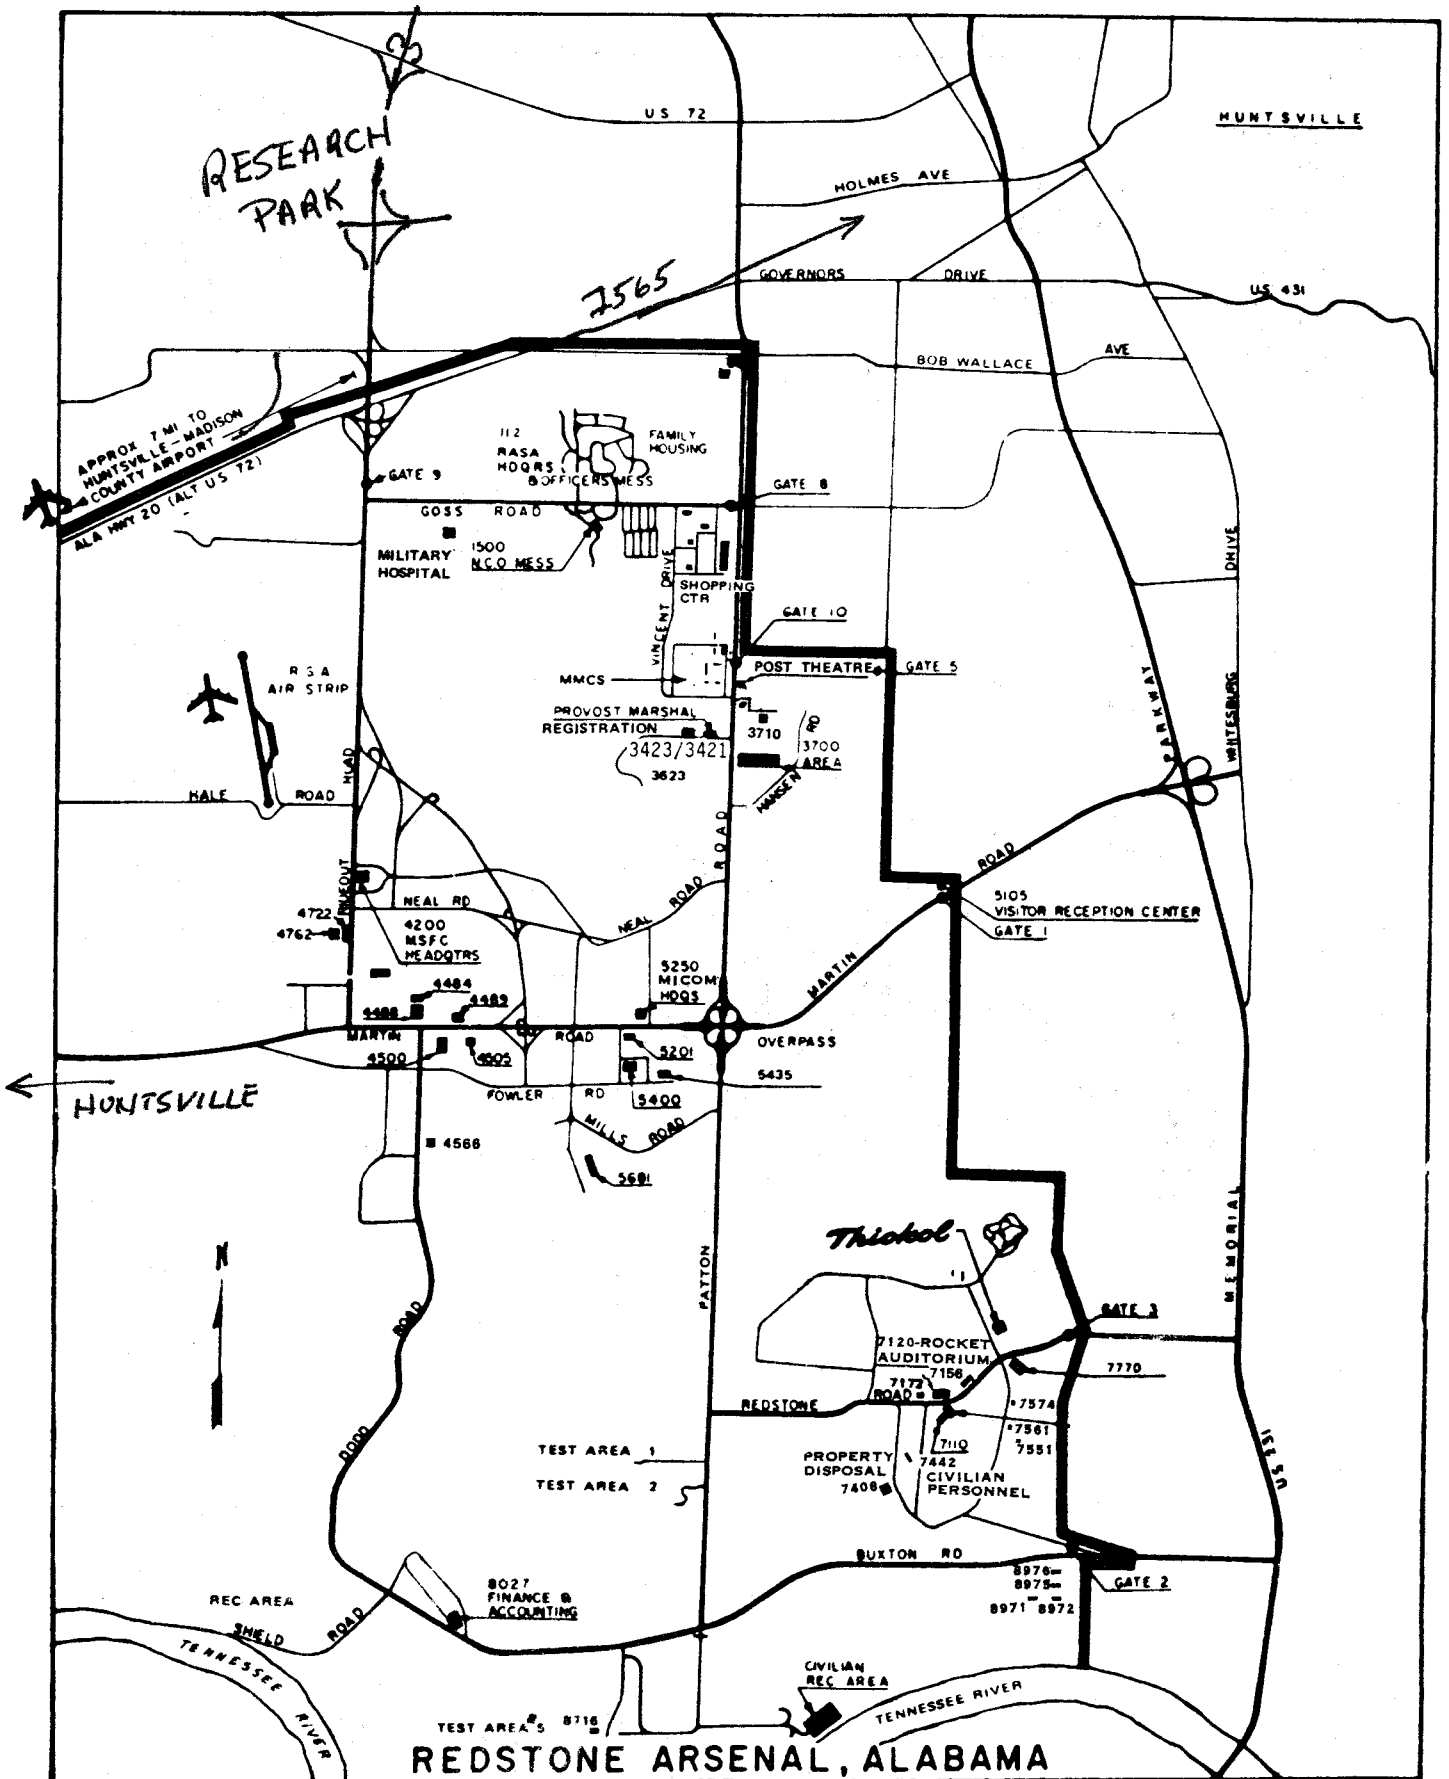 US 72
HUNTSVILLE
RESEARCH
PARK
HOLMES AVE
I565
GOVERNORS DRIVE
US 431
BOB WALLACE AVE
APPROX 7 MI TO
HUNTSVILLE-MADISON
COUNTY AIRPORT
ALA HWY 20 (ALT US 72)
112
RASA
HDQRS
& OFFICERS MESS
FAMILY
HOUSING
GATE 9
GATE 8
GOSS ROAD
MILITARY
HOSPITAL
1500
NCO MESS
VINCENT DRIVE
SHOPPING
CTR
DRIVE
GATE 10
RSA
AIR STRIP
MMCS
POST THEATRE
GATE 5
PARKWAY
WHITESBURG
PROVOST MARSHAL
REGISTRATION
3423/3421
3623
3710
3700
AREA
HANSEN RD
HALE ROAD
ROAD
RIDEOUT
ROAD
ROAD
NEAL RD
NEAL ROAD
4722
4762
4200
MSFC
HEADQTRS
5105
VISITOR RECEPTION CENTER
GATE 1
MARTIN
4484
4488
4489
5250
MICOM
HDQS
MARTIN ROAD
OVERPASS
4500
4505
5201
5435
HUNTSVILLE
FOWLER RD
5400
MILLS ROAD
4566
5681
N
Thiokol
PATTON
MEMORIAL
GATE 3
DODD ROAD
7120-ROCKET
AUDITORIUM
7156
7172
7770
REDSTONE ROAD
7574
7561
7551
7110
TEST AREA 1
PROPERTY
DISPOSAL
7408
7442
CIVILIAN
PERSONNEL
TEST AREA 2
US 231
BUXTON RD
GATE 2
8976
8975
8971 8972
8027
FINANCE &
ACCOUNTING
REC AREA
SHIELD ROAD
TENNESSEE RIVER
CIVILIAN
REC AREA
TENNESSEE RIVER
TEST AREA 5
8716
REDSTONE ARSENAL, ALABAMA